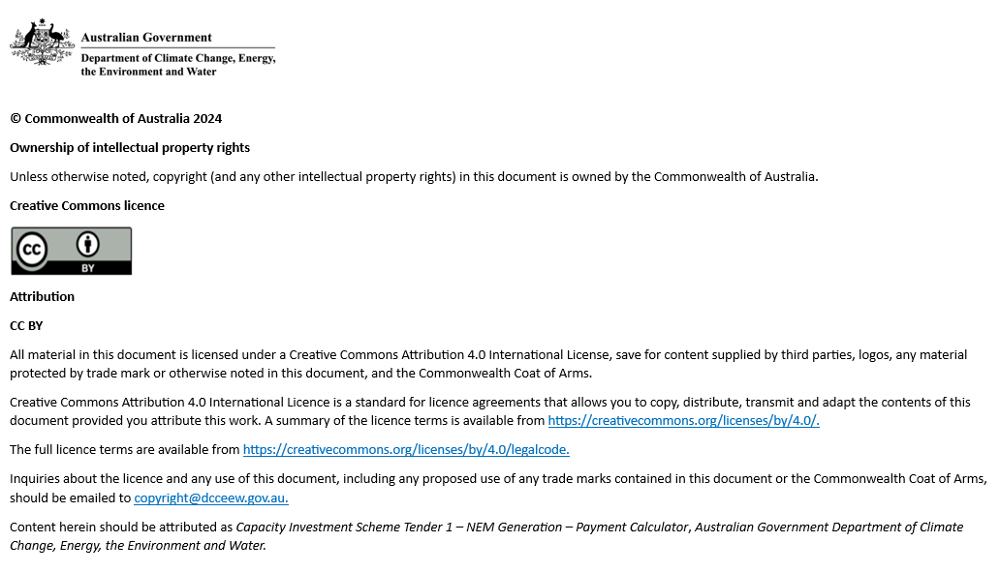 Australian Government
Department of Climate Change, Energy,
the Environment and Water
© Commonwealth of Australia 2024
Ownership of intellectual property rights
Unless otherwise noted, copyright (and any other intellectual property rights) in this document is owned by the Commonwealth of Australia.
Creative Commons licence
CC
BY
Attribution
CC BY
All material in this document is licensed under a Creative Commons Attribution 4.0 International License, save for content supplied by third parties, logos, any material
protected by trade mark or otherwise noted in this document, and the Commonwealth Coat of Arms.
Creative Commons Attribution 4.0 International Licence is a standard for licence agreements that allows you to copy, distribute, transmit and adapt the contents of this
document provided you attribute this work. A summary of the licence terms is available from https://creativecommons.org/licenses/by/4.0/.
The full licence terms are available from https://creativecommons.org/licenses/by/4.0/legalcode.
Inquiries about the licence and any use of this document, including any proposed use of any trade marks contained in this document or the Commonwealth Coat of Arms,
should be emailed to copyright@dcceew.gov.au.
Content herein should be attributed as Capacity Investment Scheme Tender 1 – NEM Generation – Payment Calculator, Australian Government Department of Climate
Change, Energy, the Environment and Water.